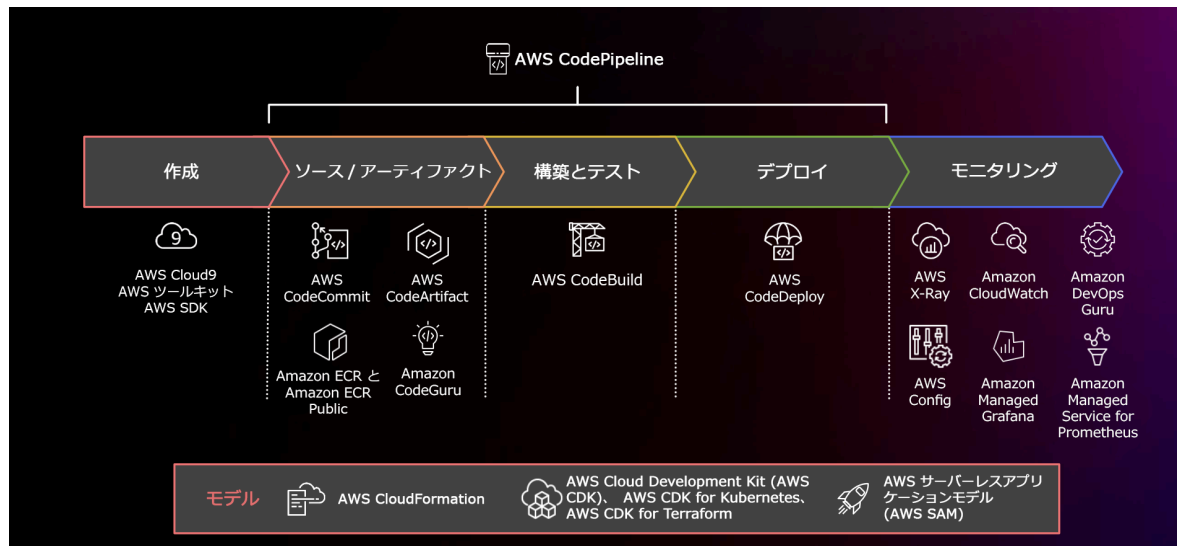 AWS CodePipeline
作成
ソース / アーティファクト
構築とテスト
デプロイ
モニタリング
9
AWS Cloud9
AWS ツールキット
AWS SDK
AWS
CodeCommit
AWS
CodeArtifact
Amazon ECR と
Amazon ECR
Public
Amazon
CodeGuru
AWS CodeBuild
AWS
CodeDeploy
AWS
X-Ray
Amazon
CloudWatch
Amazon
DevOps
Guru
AWS
Config
Amazon
Managed
Grafana
Amazon
Managed
Service for
Prometheus
モデル
AWS CloudFormation
AWS Cloud Development Kit (AWS
CDK)、 AWS CDK for Kubernetes、
AWS CDK for Terraform
AWS サーバーレスアプリ
ケーションモデル
(AWS SAM)